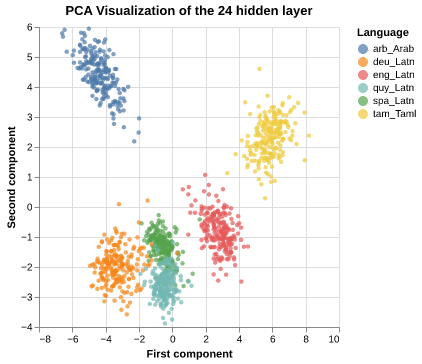 PCA Visualization of the 24 hidden layer
Language
arb_Arab
deu_Latn
eng_Latn
quy_Latn
spa_Latn
tam_Taml
Second component
6
5
4
3
2
1
0
−1
−2
−3
−4
−8 −6 −4 −2 0 2 4 6 8 10
First component